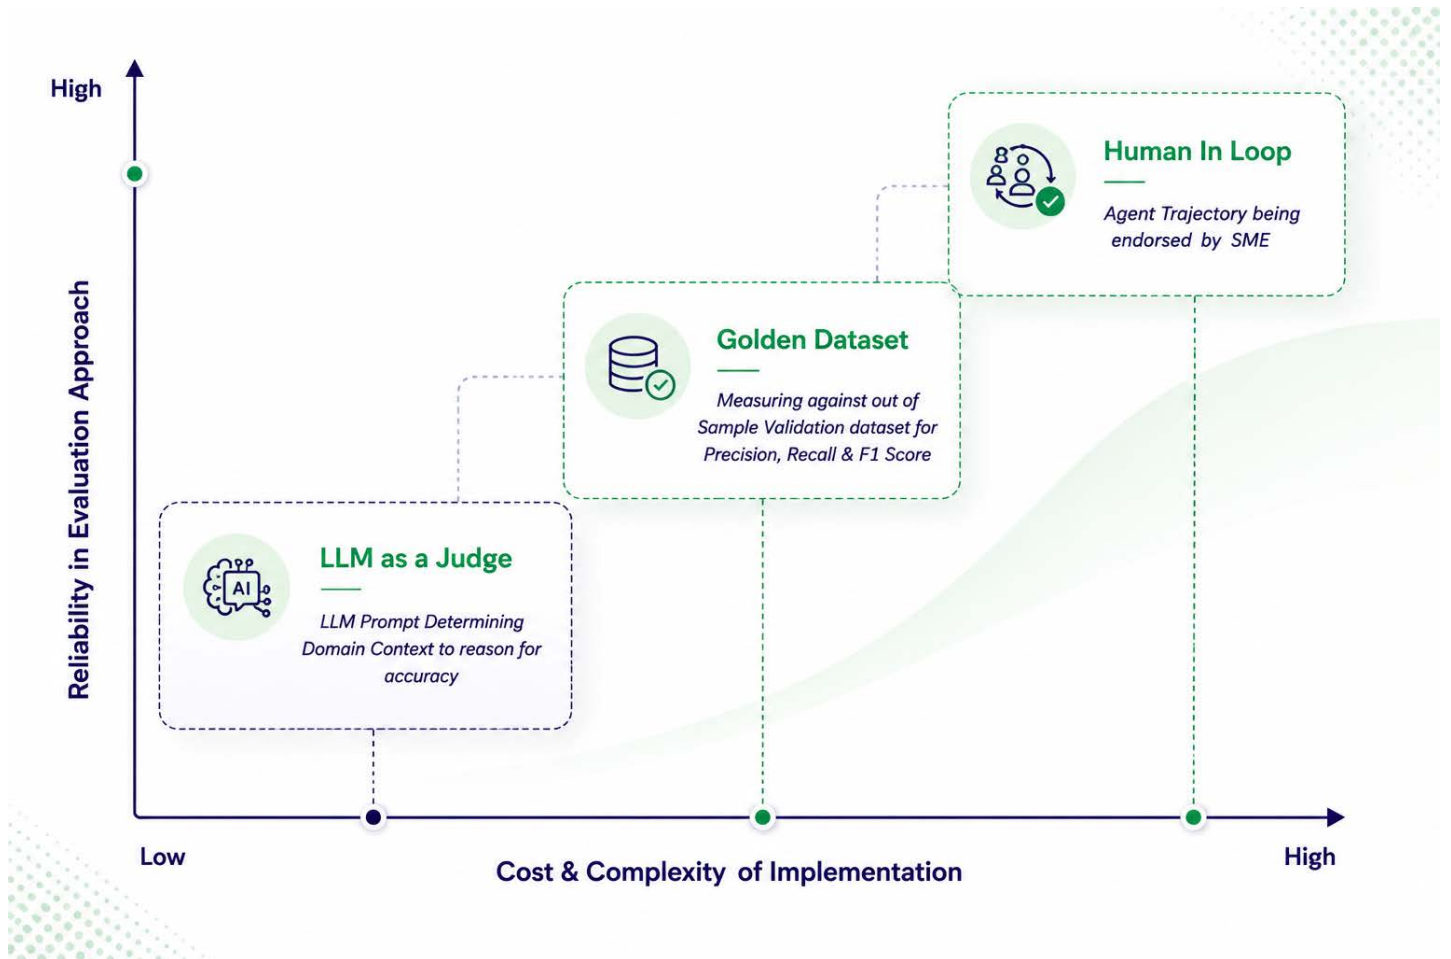 High
Human In Loop
Agent Trajectory being
endorsed by SME
Golden Dataset
Measuring against out of
Sample Validation dataset for
Precision, Recall & F1 Score
Reliability in Evaluation Approach
LLM as a Judge
AI
LLM Prompt Determining
Domain Context to reason for
accuracy
Low
High
Cost & Complexity of Implementation